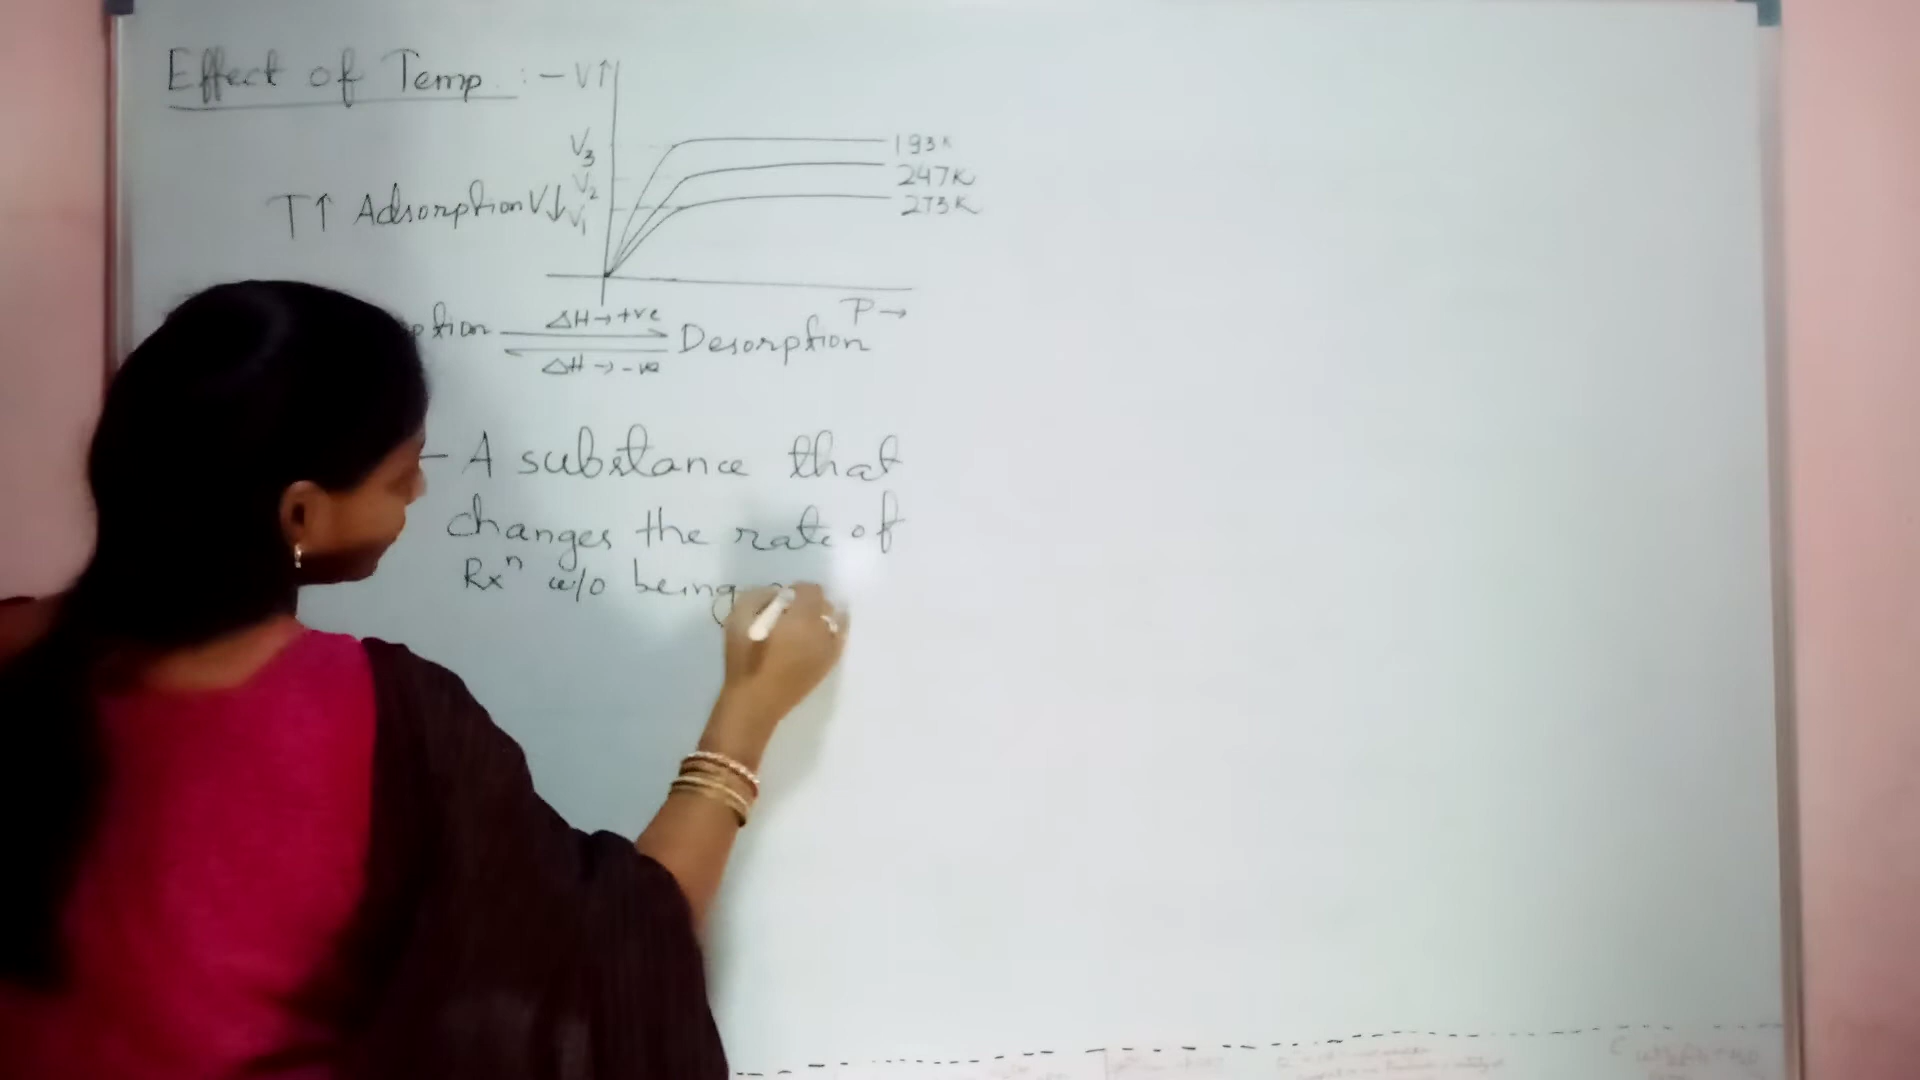 Effect of Temp. :- V↑
V3
193K
V2
247K
T↑ Adsorption V↓ V1
273K
P→
ption ΔH→+ve Desorption
ΔH→-ve
- A substance that
changes the rate of
Rxⁿ w/o being